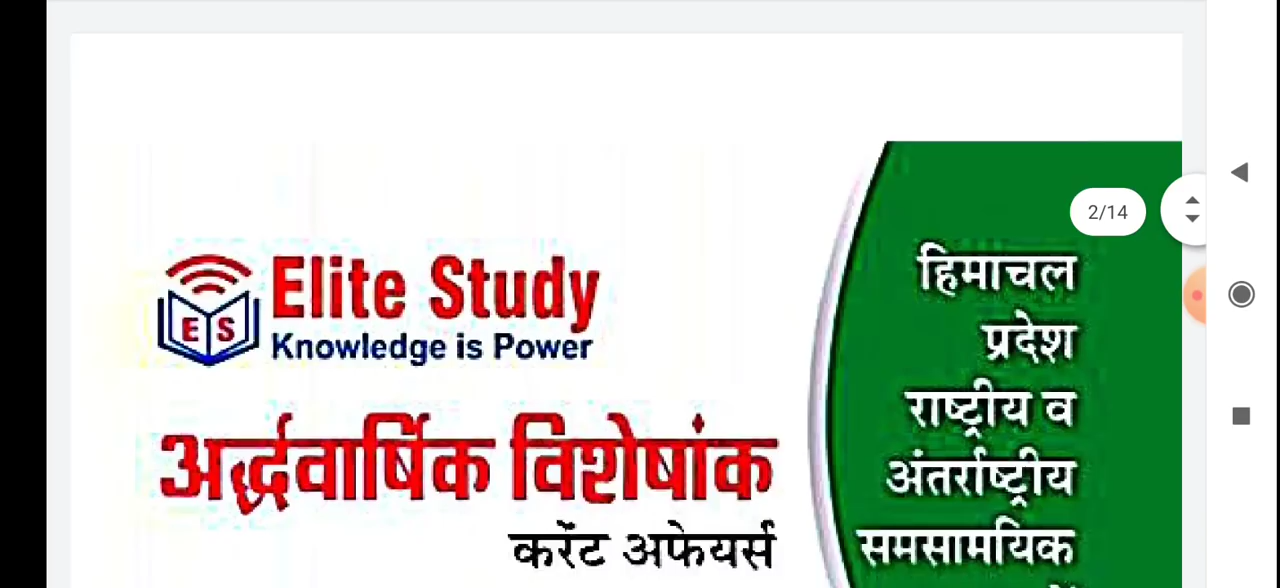 Elite Study
E S
Knowledge is Power
अर्द्धवार्षिक विशेषांक
करेंट अफेयर्स
2/14
हिमाचल
प्रदेश
राष्ट्रीय व
अंतर्राष्ट्रीय
समसामयिक